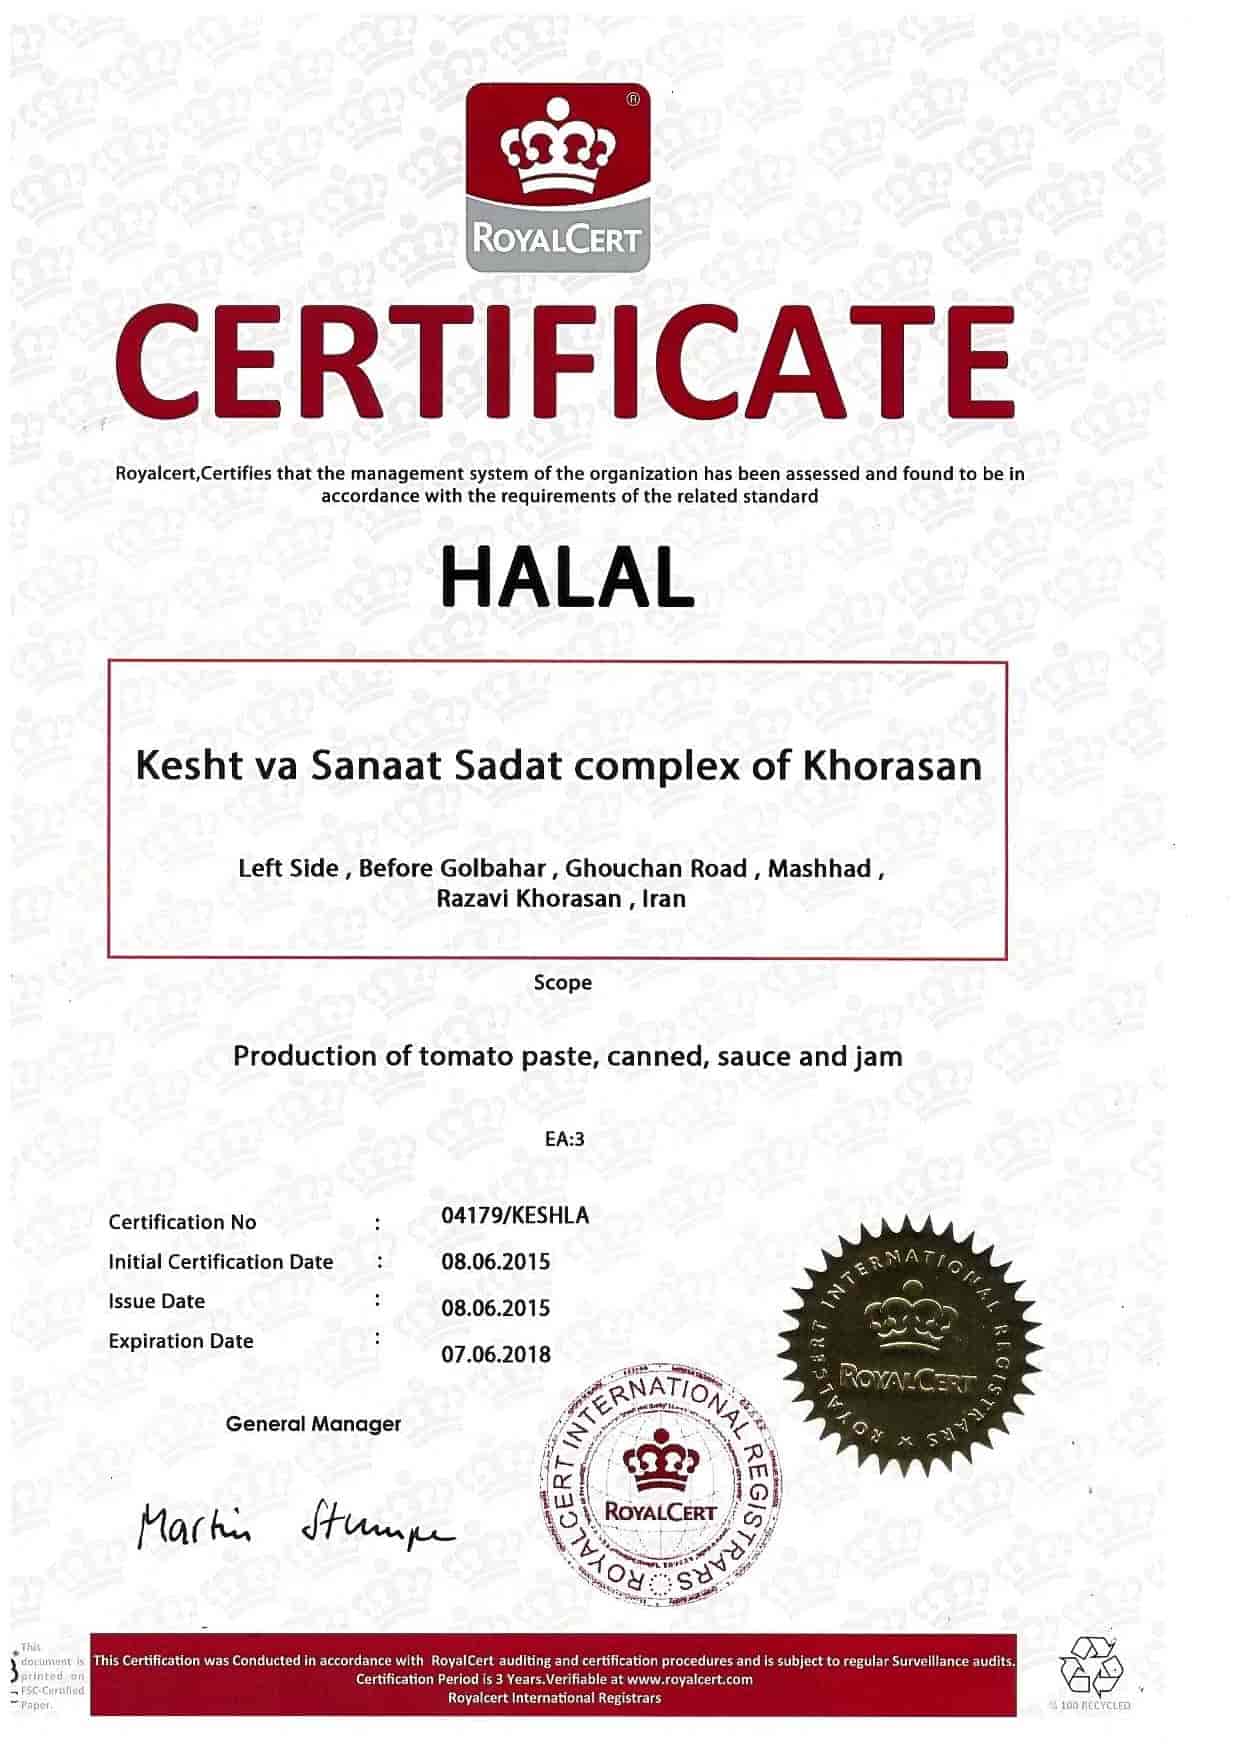 ®
ROYALCERT
CERTIFICATE
Royalcert,Certifies that the management system of the organization has been assessed and found to be in
accordance with the requirements of the related standard
HALAL
Kesht va Sanaat Sadat complex of Khorasan
Left Side , Before Golbahar , Ghouchan Road , Mashhad ,
Razavi Khorasan , Iran
Scope
Production of tomato paste, canned, sauce and jam
EA:3
Certification No : 04179/KESHLA
Initial Certification Date : 08.06.2015
Issue Date : 08.06.2015
Expiration Date : 07.06.2018
General Manager
Martin Stumpe
ROYALCERT INTERNATIONAL REGISTRARS
ROYALCERT
ROYALCERT INTERNATIONAL REGISTRARS
ROYALCERT
This
document is
printed on
FSC-Certified
Paper.
This Certification was Conducted in accordance with RoyalCert auditing and certification procedures and is subject to regular Surveillance audits.
Certification Period is 3 Years.Verifiable at www.royalcert.com
Royalcert International Registrars
% 100 RECYCLED